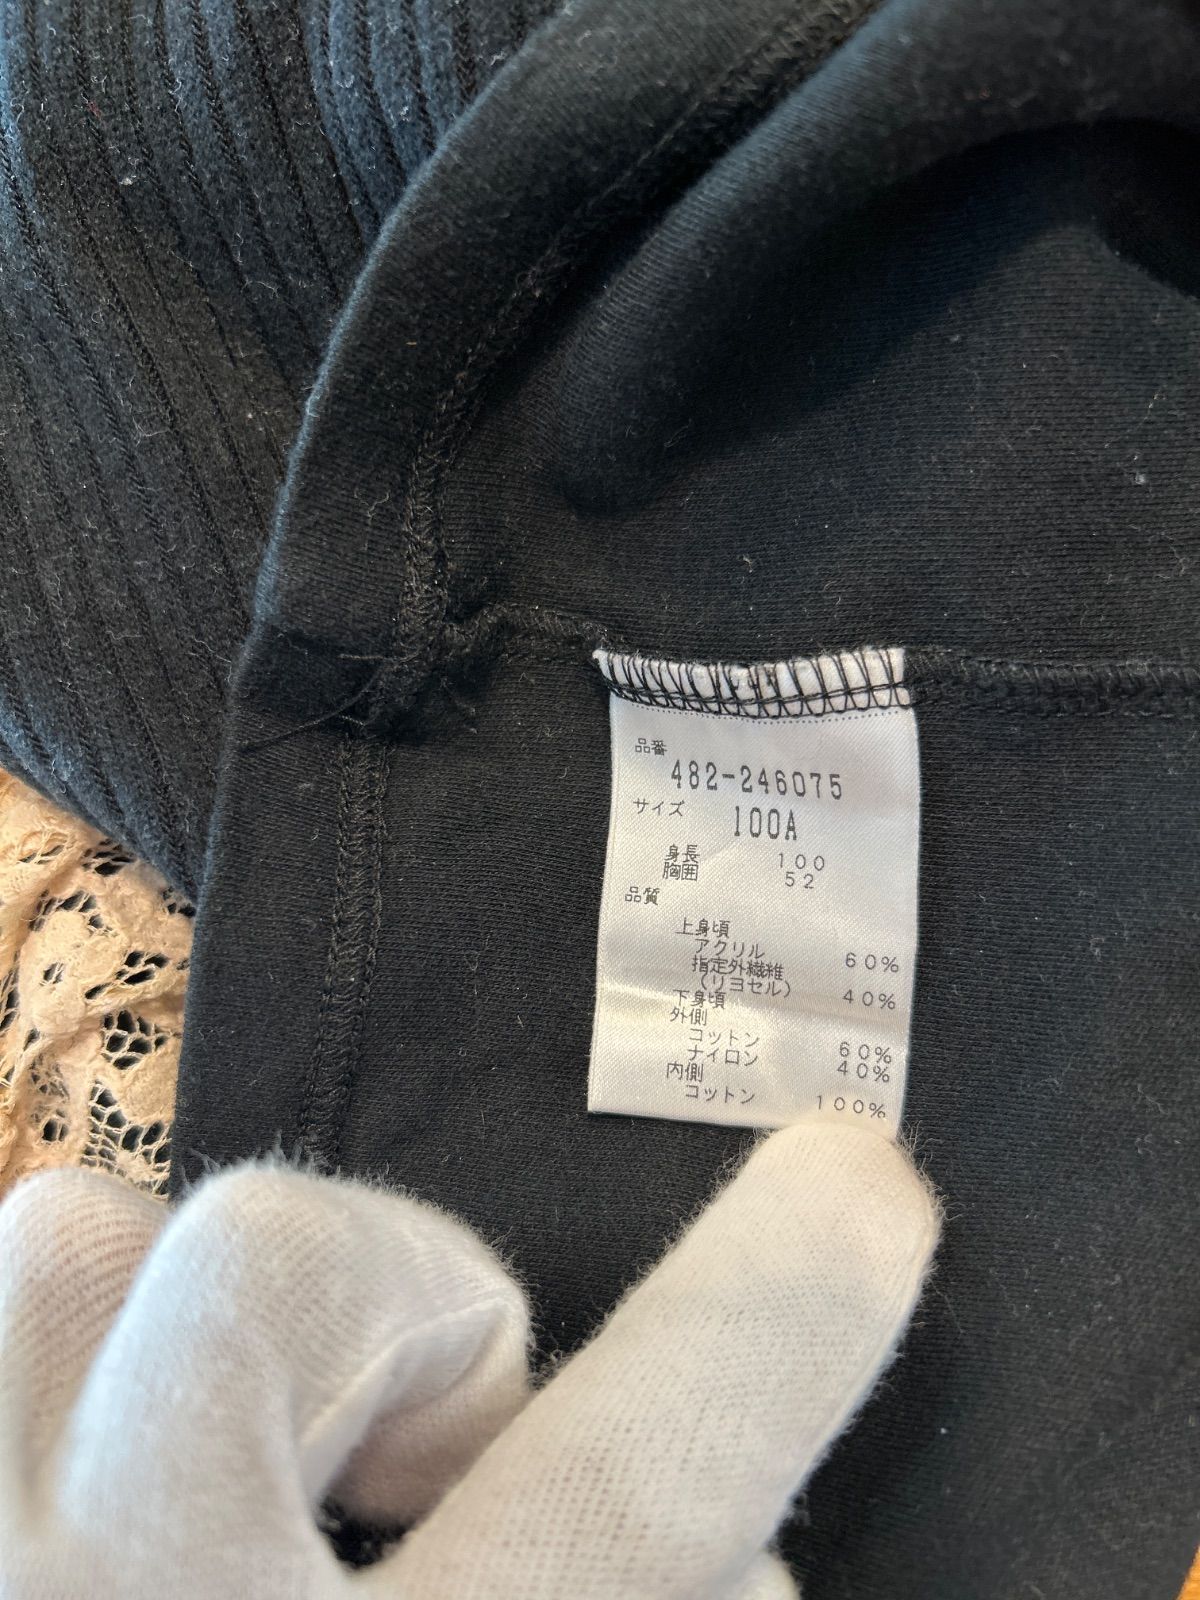 品番
482-246075
サイズ
100A
身長 100
胸囲 52
品質
上身頃
アクリル 60%
指定外繊維
(リヨセル) 40%
下身頃
外側
コットン 60%
ナイロン 40%
内側
コットン 100%